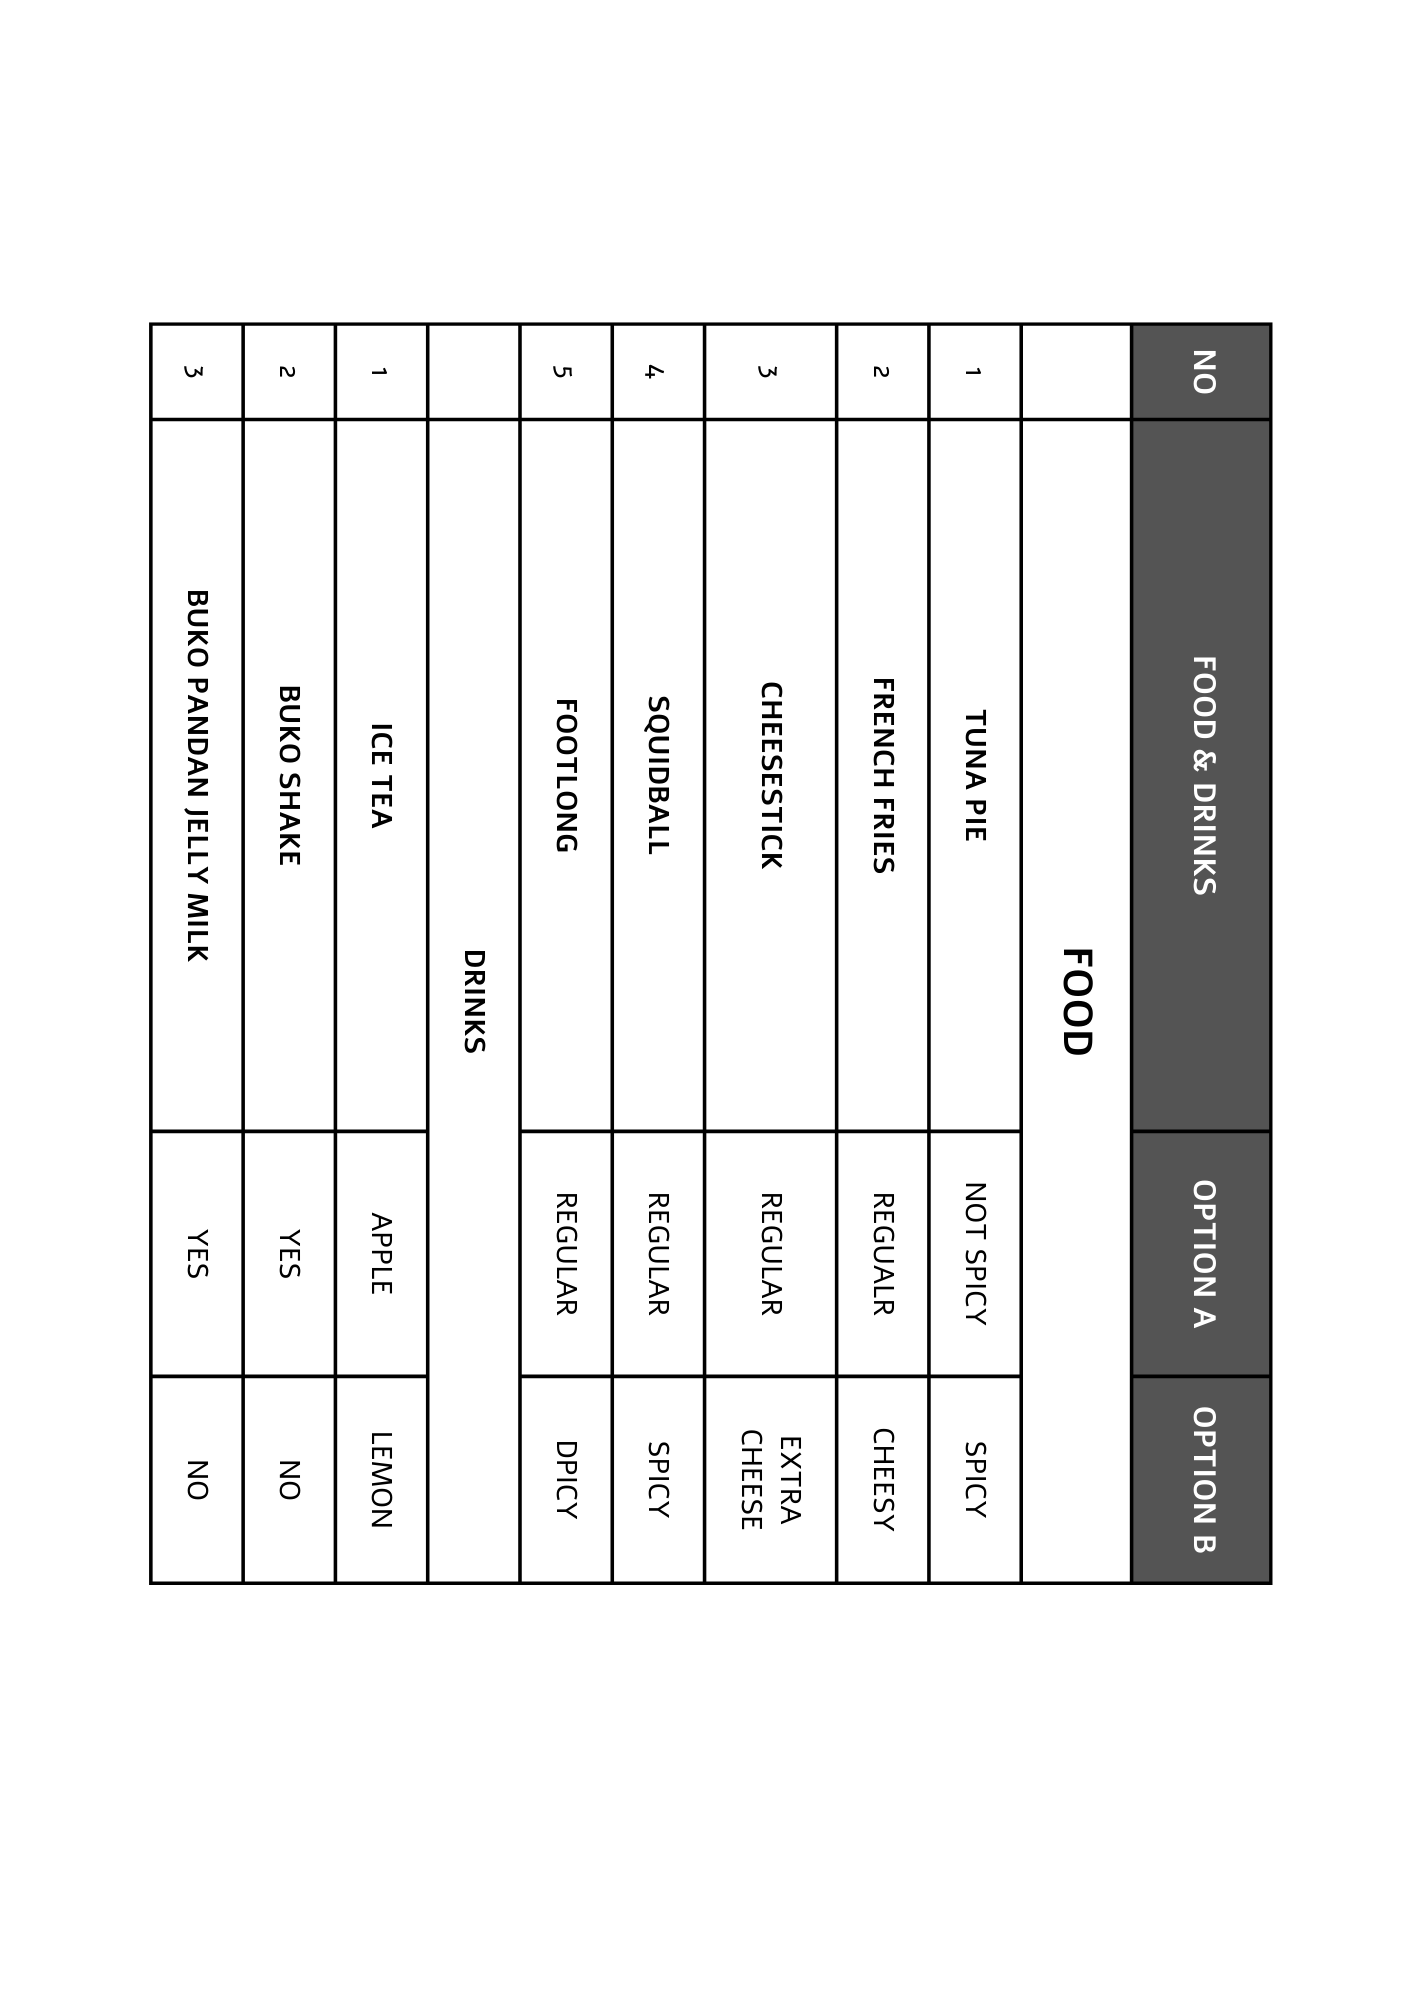 NO FOOD & DRINKS OPTION A OPTION B
FOOD
1 TUNA PIE NOT SPICY SPICY
2 FRENCH FRIES REGUALR CHEESY
3 CHEESESTICK REGULAR EXTRA
CHEESE
4 SQUIDBALL REGULAR SPICY
5 FOOTLONG REGULAR DPICY
DRINKS
1 ICE TEA APPLE LEMON
2 BUKO SHAKE YES NO
3 BUKO PANDAN JELLY MILK YES NO